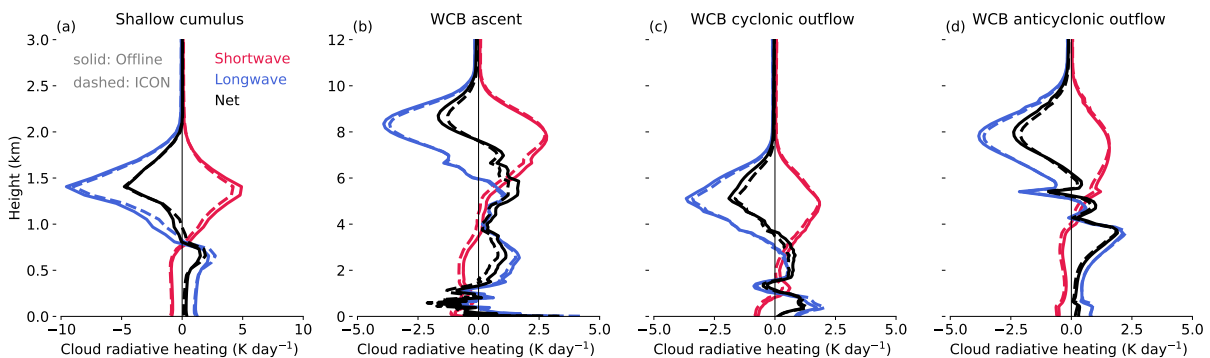 Shallow cumulus
WCB ascent
WCB cyclonic outflow
WCB anticyclonic outflow
(a)
(b)
(c)
(d)
solid: Offline
dashed: ICON
Shortwave
Longwave
Net
Height (km)
3.0
2.5
2.0
1.5
1.0
0.5
0.0
12
10
8
6
4
2
0
−10 −5 0 5 10
−5.0 −2.5 0.0 2.5 5.0
−5.0 −2.5 0.0 2.5 5.0
−5.0 −2.5 0.0 2.5 5.0
Cloud radiative heating (K day⁻¹)
Cloud radiative heating (K day⁻¹)
Cloud radiative heating (K day⁻¹)
Cloud radiative heating (K day⁻¹)